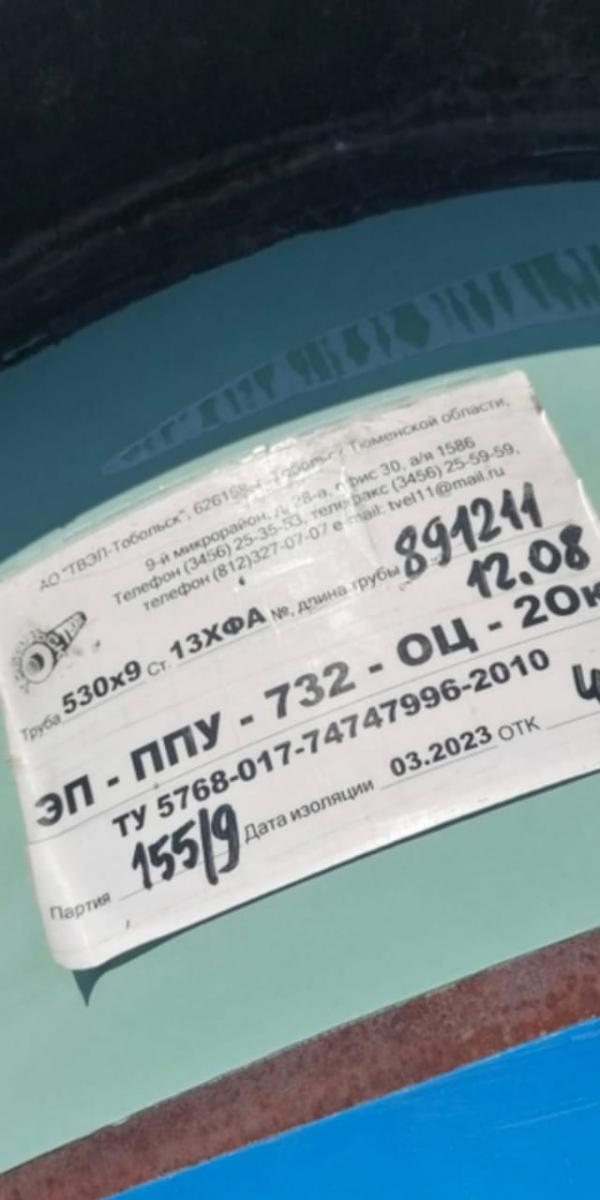 АО "ТВЭЛ-Тобольск", 626158, г. Тобольск Тюменской области,
9-й микрорайон, д. 28-а, офис 30, а/я 1586
Телефон (3456) 25-35-53, телефакс (3456) 25-59-59,
телефон (812)327-07-07 e-mail: tvel11@mail.ru
Труба 530х9 Ст. 13ХФА №, длина трубы 891211
12.08
ЭП - ППУ - 732 - ОЦ - 20к
ТУ 5768-017-74747996-2010
Партия 155/9 Дата изоляции 03.2023 ОТК